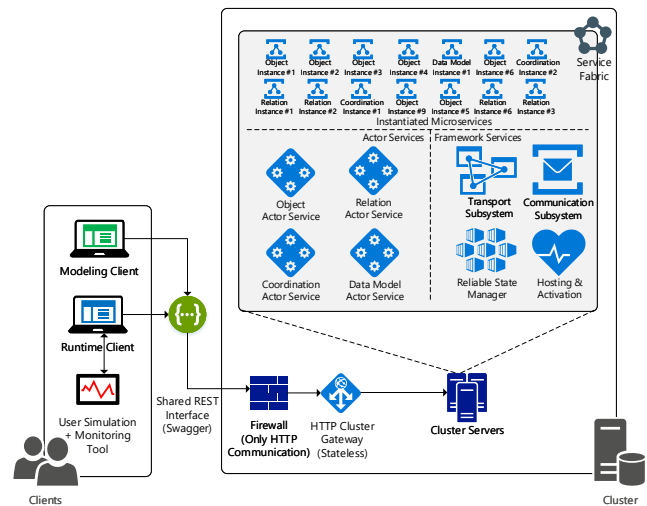 Service
Fabric
Object
Instance #1
Object
Instance #2
Object
Instance #3
Object
Instance #4
Data Model
Instance #1
Object
Instance #6
Coordination
Instance #2
Relation
Instance #1
Relation
Instance #2
Coordination
Instance #1
Object
Instance #9
Object
Instance #5
Relation
Instance #6
Relation
Instance #3
Instantiated Microservices
Actor Services
Framework Services
Object
Actor Service
Relation
Actor Service
Transport
Subsystem
Communication
Subsystem
Coordination
Actor Service
Data Model
Actor Service
Reliable State
Manager
Hosting &
Activation
Modeling Client
{···}
Runtime Client
User Simulation
+ Monitoring
Tool
Shared REST
Interface
(Swagger)
Firewall
(Only HTTP
Communication)
HTTP Cluster
Gateway
(Stateless)
Cluster Servers
Clients
Cluster